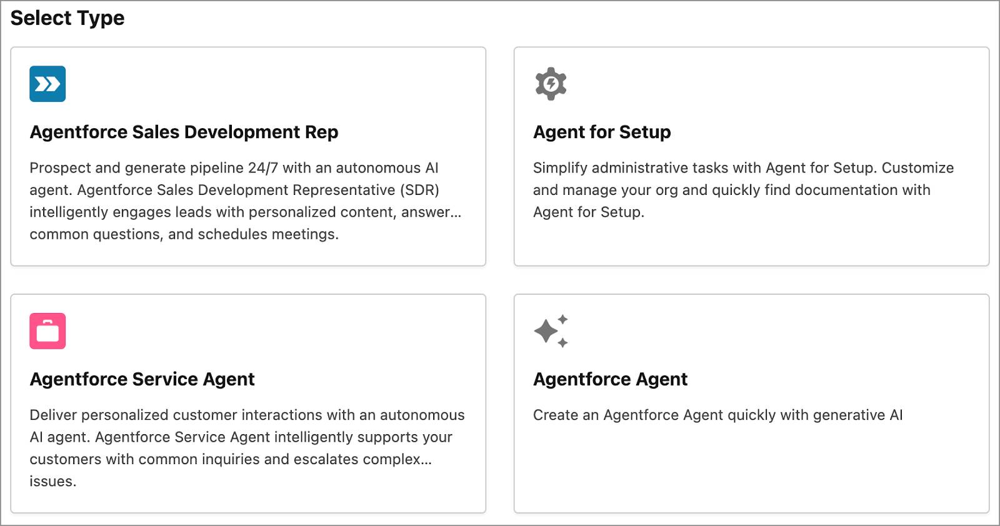 Select Type
Agentforce Sales Development Rep
Prospect and generate pipeline 24/7 with an autonomous AI
agent. Agentforce Sales Development Representative (SDR)
intelligently engages leads with personalized content, answer...
common questions, and schedules meetings.
Agent for Setup
Simplify administrative tasks with Agent for Setup. Customize
and manage your org and quickly find documentation with
Agent for Setup.
Agentforce Service Agent
Deliver personalized customer interactions with an autonomous
AI agent. Agentforce Service Agent intelligently supports your
customers with common inquiries and escalates complex...
issues.
Agentforce Agent
Create an Agentforce Agent quickly with generative AI